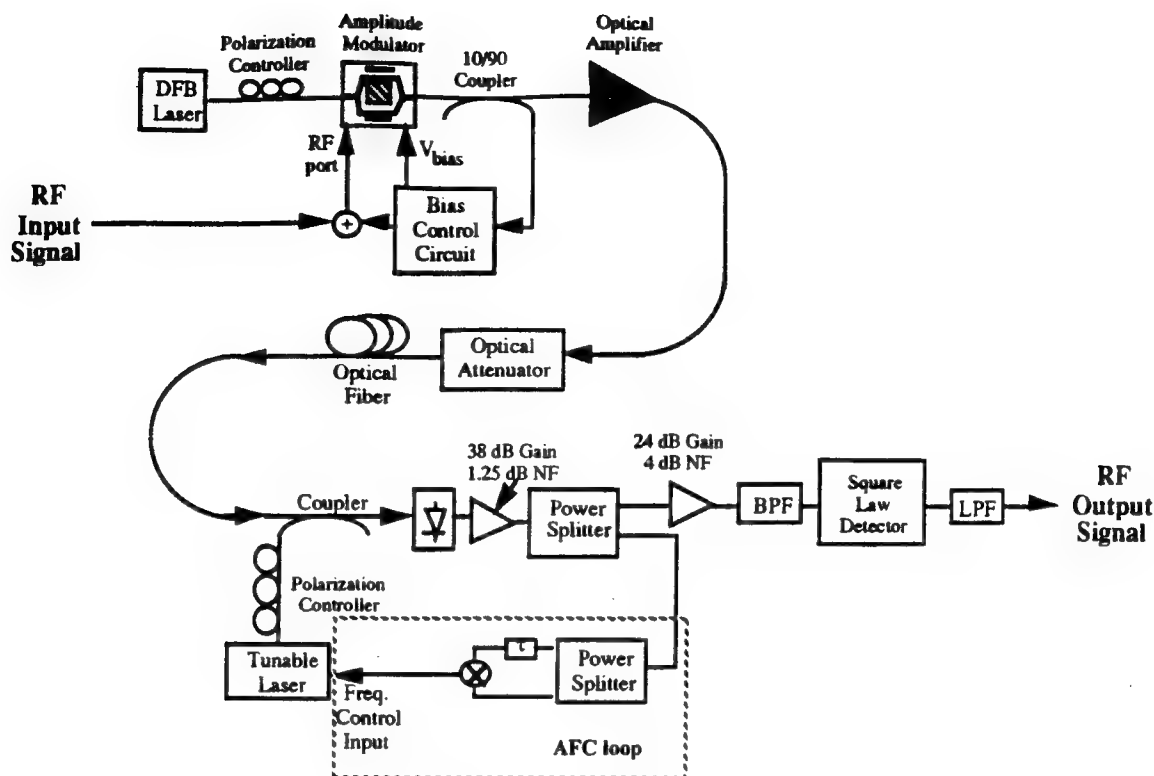 Optical
Amplifier
Amplitude
Modulator
Polarization
Controller
10/90
Coupler
DFB
Laser
RF
port
V_bias
RF
Input
Signal
+
Bias
Control
Circuit
Optical
Attenuator
Optical
Fiber
38 dB Gain
1.25 dB NF
24 dB Gain
4 dB NF
Coupler
Power
Splitter
BPF
Square
Law
Detector
LPF
RF
Output
Signal
Polarization
Controller
Tunable
Laser
Freq.
Control
Input
τ
Power
Splitter
AFC loop